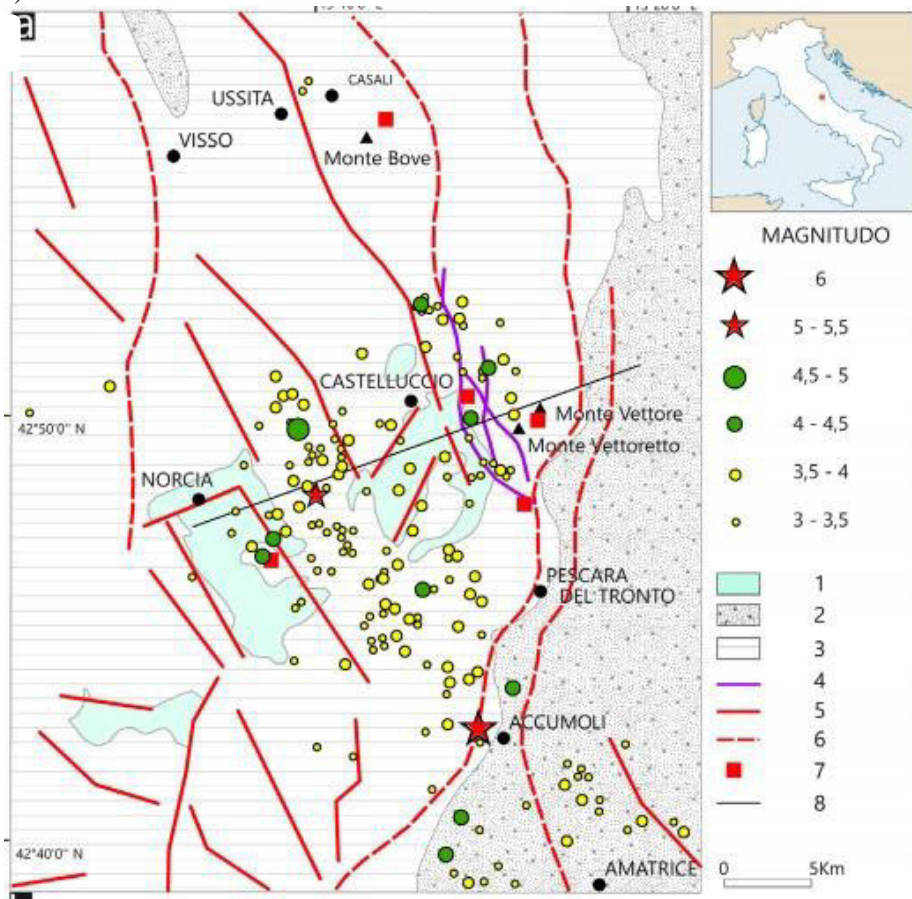 a
CASALI
USSITA
VISSO
Monte Bove
CASTELLUCCIO
42°50'0'' N
Monte Vettore
Monte Vettoretto
NORCIA
PESCARA
DEL TRONTO
ACCUMOLI
42°40'0'' N
AMATRICE
MAGNITUDO
6
5 - 5,5
4,5 - 5
4 - 4,5
3,5 - 4
3 - 3,5
1
2
3
4
5
6
7
8
0 5Km